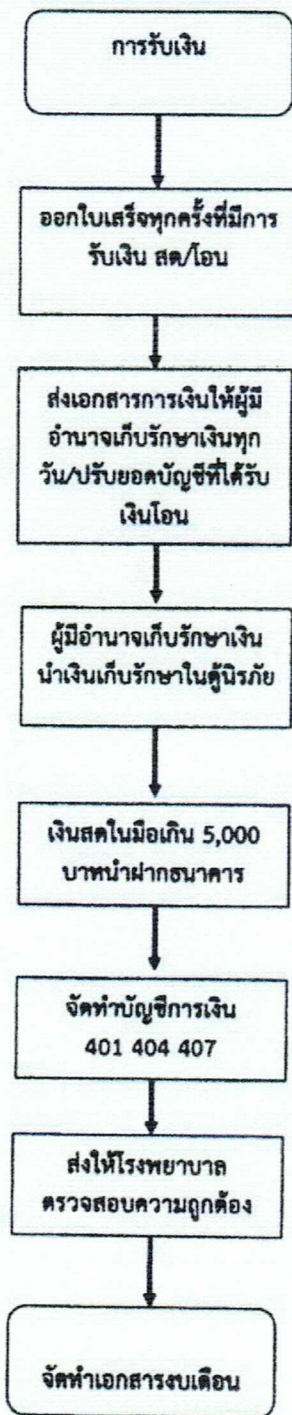 การรับเงิน
ออกใบเสร็จทุกครั้งที่มีการ
รับเงิน สด/โอน
ส่งเอกสารการเงินให้ผู้มี
อำนาจเก็บรักษาเงินทุก
วัน/ปรับยอดบัญชีที่ได้รับ
เงินโอน
ผู้มีอำนาจเก็บรักษาเงิน
นำเงินเก็บรักษาในตู้นิรภัย
เงินสดในมือเกิน 5,000
บาทนำฝากธนาคาร
จัดทำบัญชีการเงิน
401 404 407
ส่งให้โรงพยาบาล
ตรวจสอบความถูกต้อง
จัดทำเอกสารงบเดือน